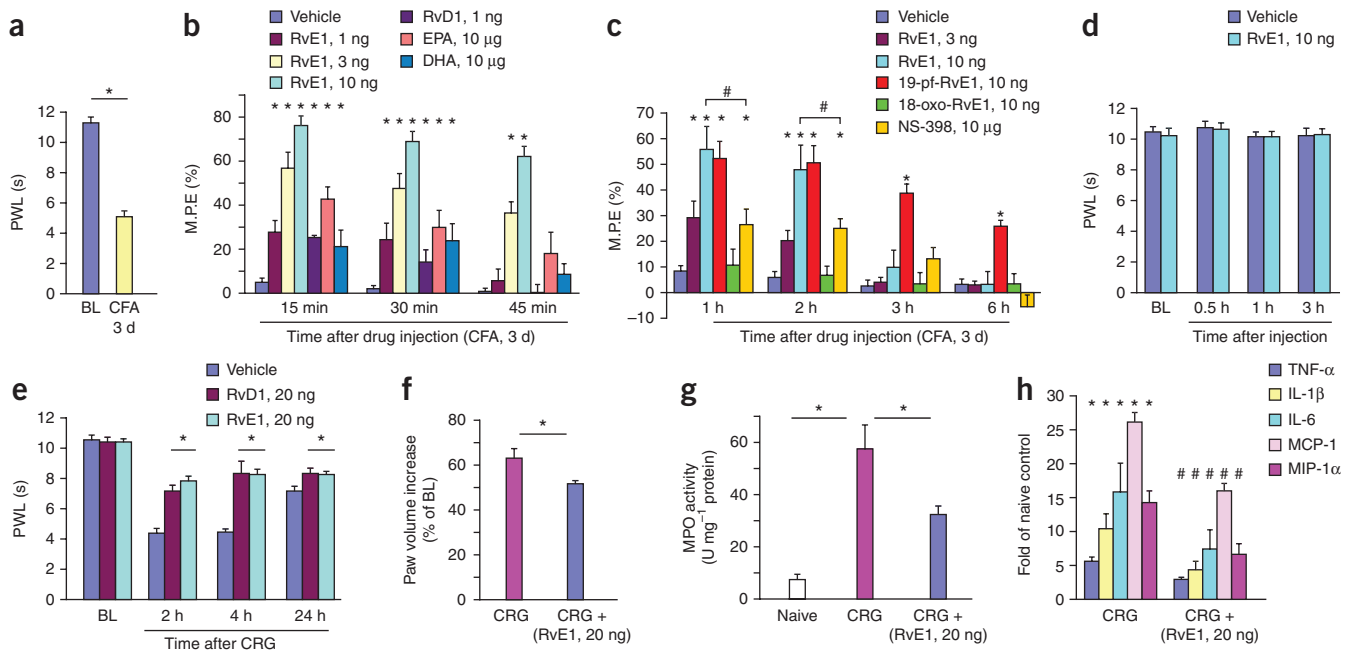 a
PWL (s)
12
10
8
6
4
2
0
*
BL CFA
3 d
b
Vehicle
RvE1, 1 ng
RvE1, 3 ng
RvE1, 10 ng
RvD1, 1 ng
EPA, 10 µg
DHA, 10 µg
M.P.E (%)
80
60
40
20
0
* * * * * *
* * * * * *
* *
15 min 30 min 45 min
Time after drug injection (CFA, 3 d)
c
Vehicle
RvE1, 3 ng
RvE1, 10 ng
19-pf-RvE1, 10 ng
18-oxo-RvE1, 10 ng
NS-398, 10 µg
M.P.E (%)
70
60
50
40
30
20
10
0
–10
#
* * * *
#
* * * *
*
*
1 h 2 h 3 h 6 h
Time after drug injection (CFA, 3 d)
d
Vehicle
RvE1, 10 ng
PWL (s)
12
10
8
6
4
2
0
BL 0.5 h 1 h 3 h
Time after injection
e
Vehicle
RvD1, 20 ng
RvE1, 20 ng
PWL (s)
12
10
8
6
4
2
0
* * *
BL 2 h 4 h 24 h
Time after CRG
f
Paw volume increase
(% of BL)
80
60
40
20
0
*
CRG CRG +
(RvE1, 20 ng)
g
MPO activity
(U mg–1 protein)
60
40
20
0
* *
Naive CRG CRG +
(RvE1, 20 ng)
h
TNF-α
IL-1β
IL-6
MCP-1
MIP-1α
Fold of naive control
30
25
20
15
10
5
0
* * * * *
# # # # #
CRG CRG +
(RvE1, 20 ng)